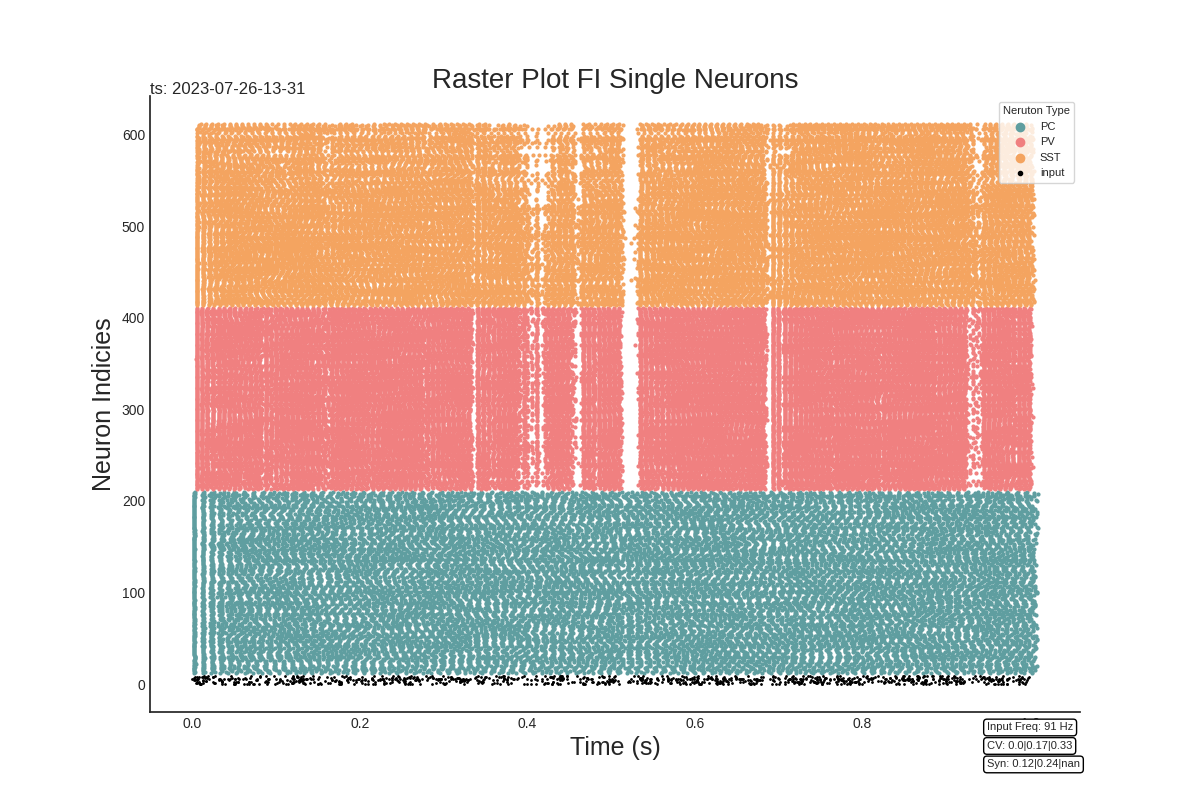 Raster Plot FI Single Neurons
ts: 2023-07-26-13-31
Neruton Type
PC
PV
SST
input
600
500
400
300
200
100
0
Neuron Indicies
0.0 0.2 0.4 0.6 0.8
Time (s)
Input Freq: 91 Hz
CV: 0.0|0.17|0.33
Syn: 0.12|0.24|nan